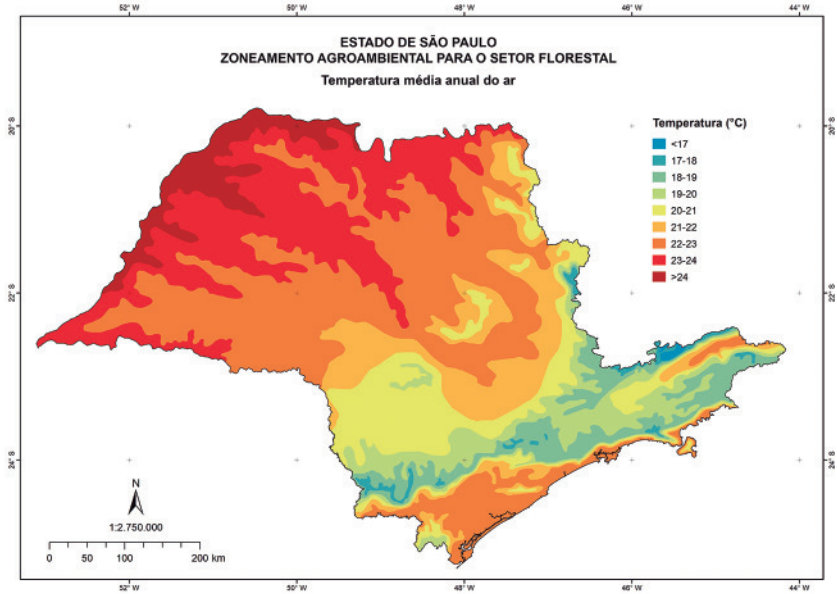 52° W 50° W 48° W 46° W 44° W
ESTADO DE SÃO PAULO
ZONEAMENTO AGROAMBIENTAL PARA O SETOR FLORESTAL
Temperatura média anual do ar
20° S 20° S
Temperatura (°C)
<17
17-18
18-19
19-20
20-21
21-22
22-23
23-24
>24
22° S 22° S
24° S 24° S
N
1:2.750.000
0 50 100 200 km
52° W 50° W 48° W 46° W 44° W